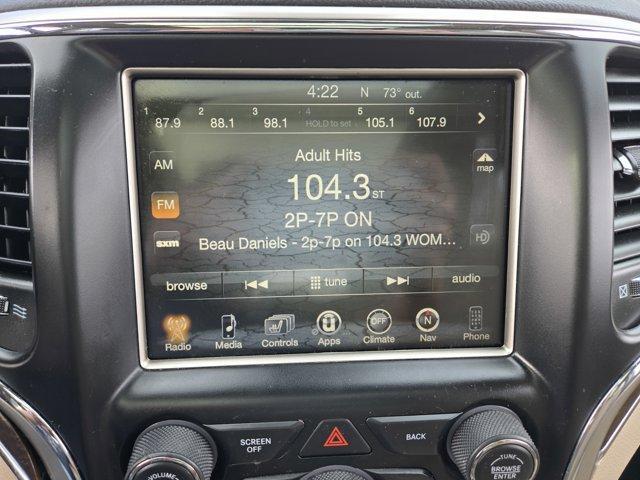 4:22 N 73° out.
1 87.9 2 88.1 3 98.1 4 HOLD to set 5 105.1 6 107.9 >
AM Adult Hits map
104.3 ST
FM 2P-7P ON
sxm Beau Daniels - 2p-7p on 104.3 WOM... HD
browse tune audio
Radio Media Controls Apps OFF Climate N Nav Phone
SCREEN OFF BACK
VOLUME TUNE BROWSE ENTER